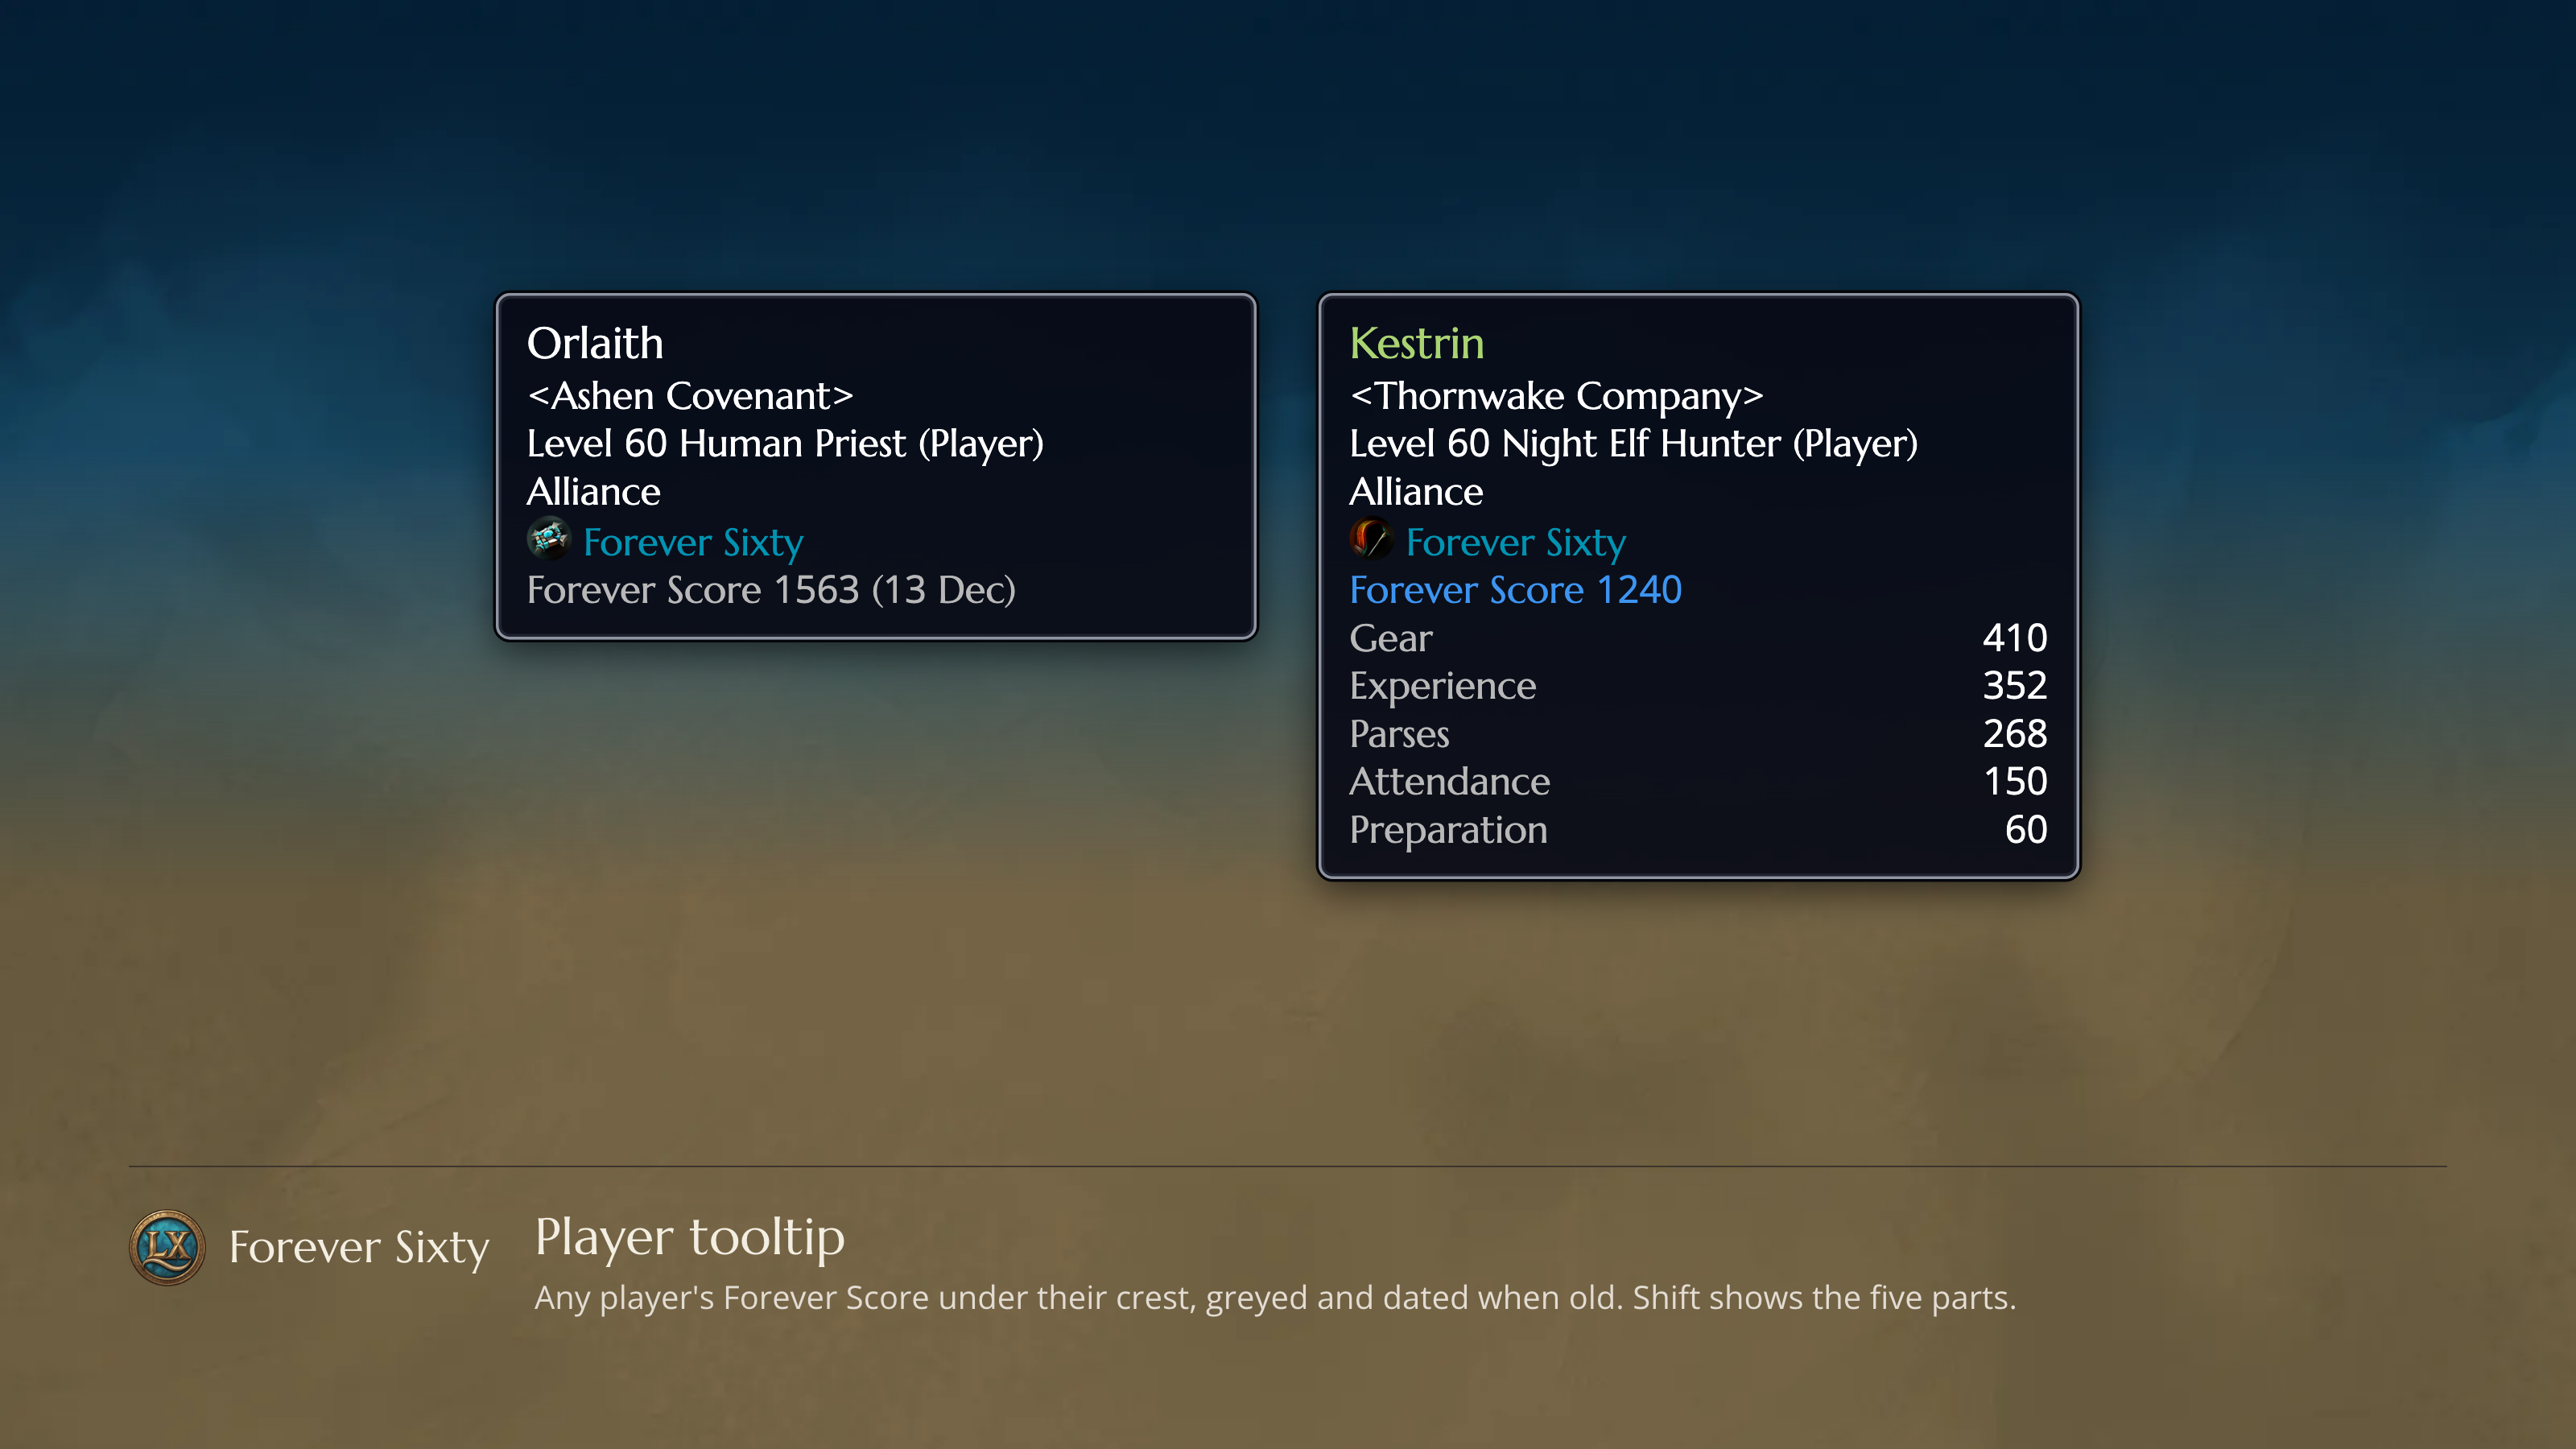 Orlaith
<Ashen Covenant>
Level 60 Human Priest (Player)
Alliance
Forever Sixty
Forever Score 1563 (13 Dec)
Kestrin
<Thornwake Company>
Level 60 Night Elf Hunter (Player)
Alliance
Forever Sixty
Forever Score 1240
Gear 410
Experience 352
Parses 268
Attendance 150
Preparation 60
LX
Forever Sixty
Player tooltip
Any player's Forever Score under their crest, greyed and dated when old. Shift shows the five parts.